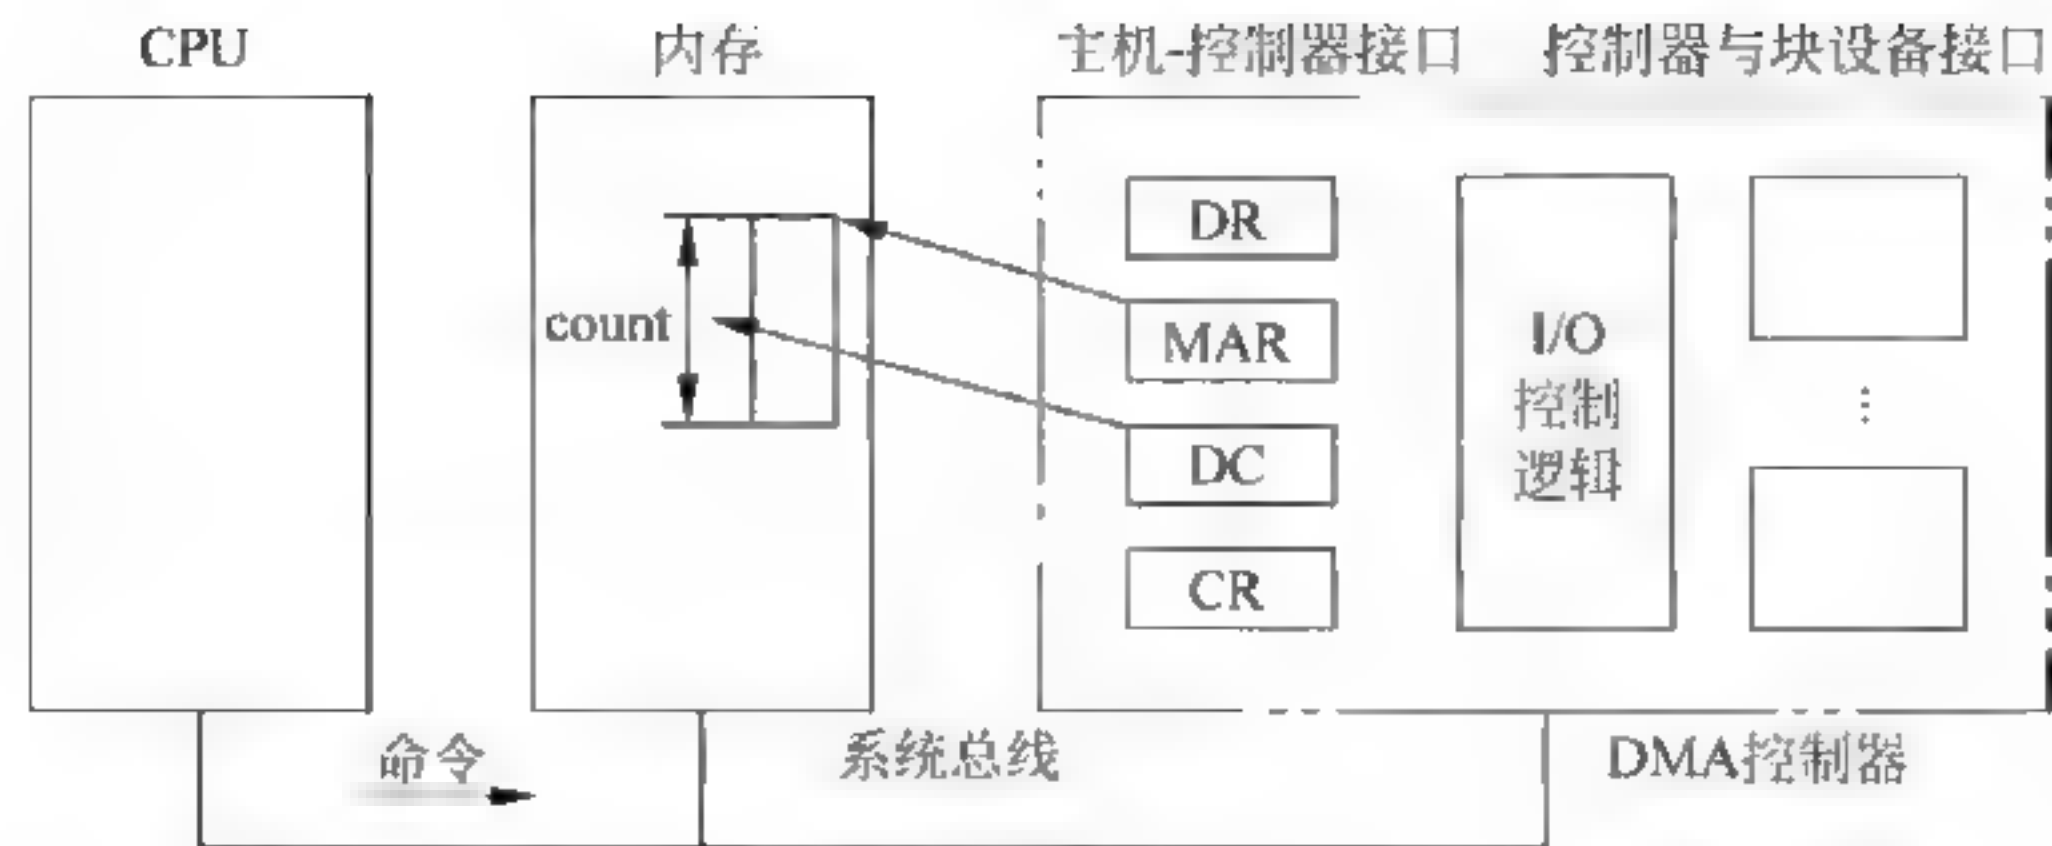 CPU
内存
主机-控制器接口
控制器与块设备接口
DR
MAR
DC
CR
count
I/O
控制
逻辑
⋮
命令
系统总线
DMA控制器